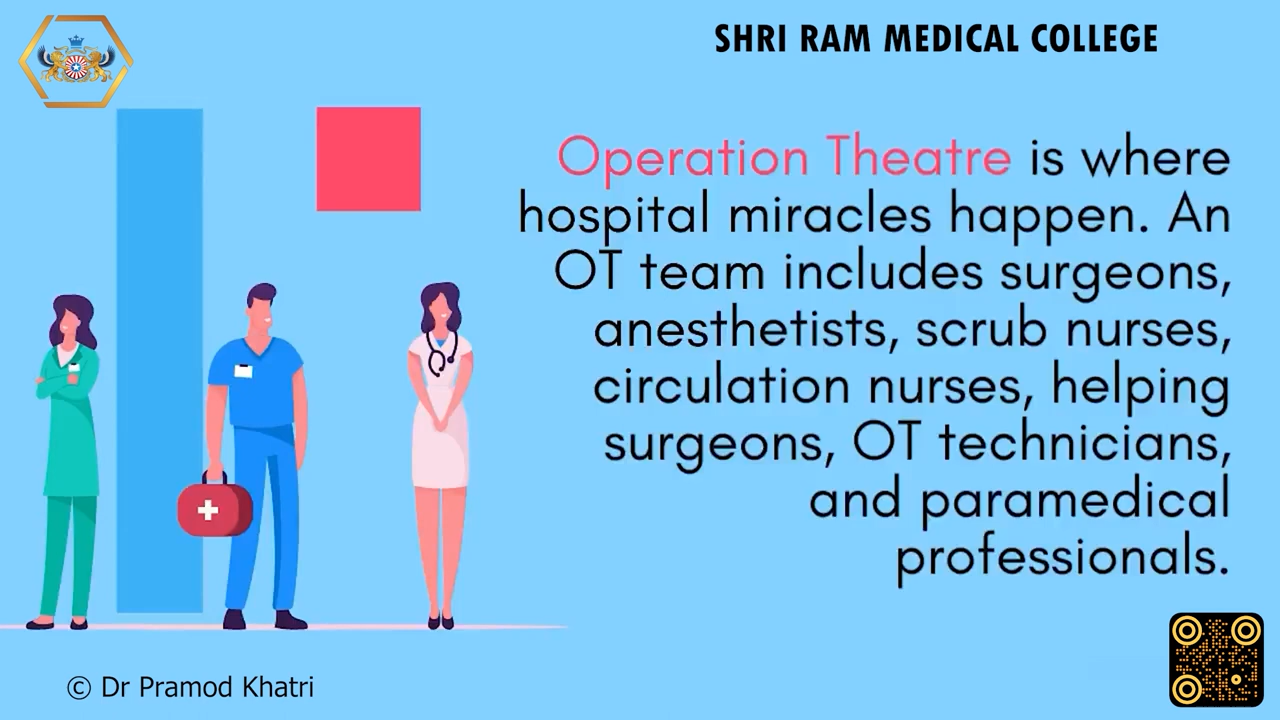 SHRI RAM MEDICAL COLLEGE
Operation Theatre is where
hospital miracles happen. An
OT team includes surgeons,
anesthetists, scrub nurses,
circulation nurses, helping
surgeons, OT technicians,
and paramedical
professionals.
© Dr Pramod Khatri